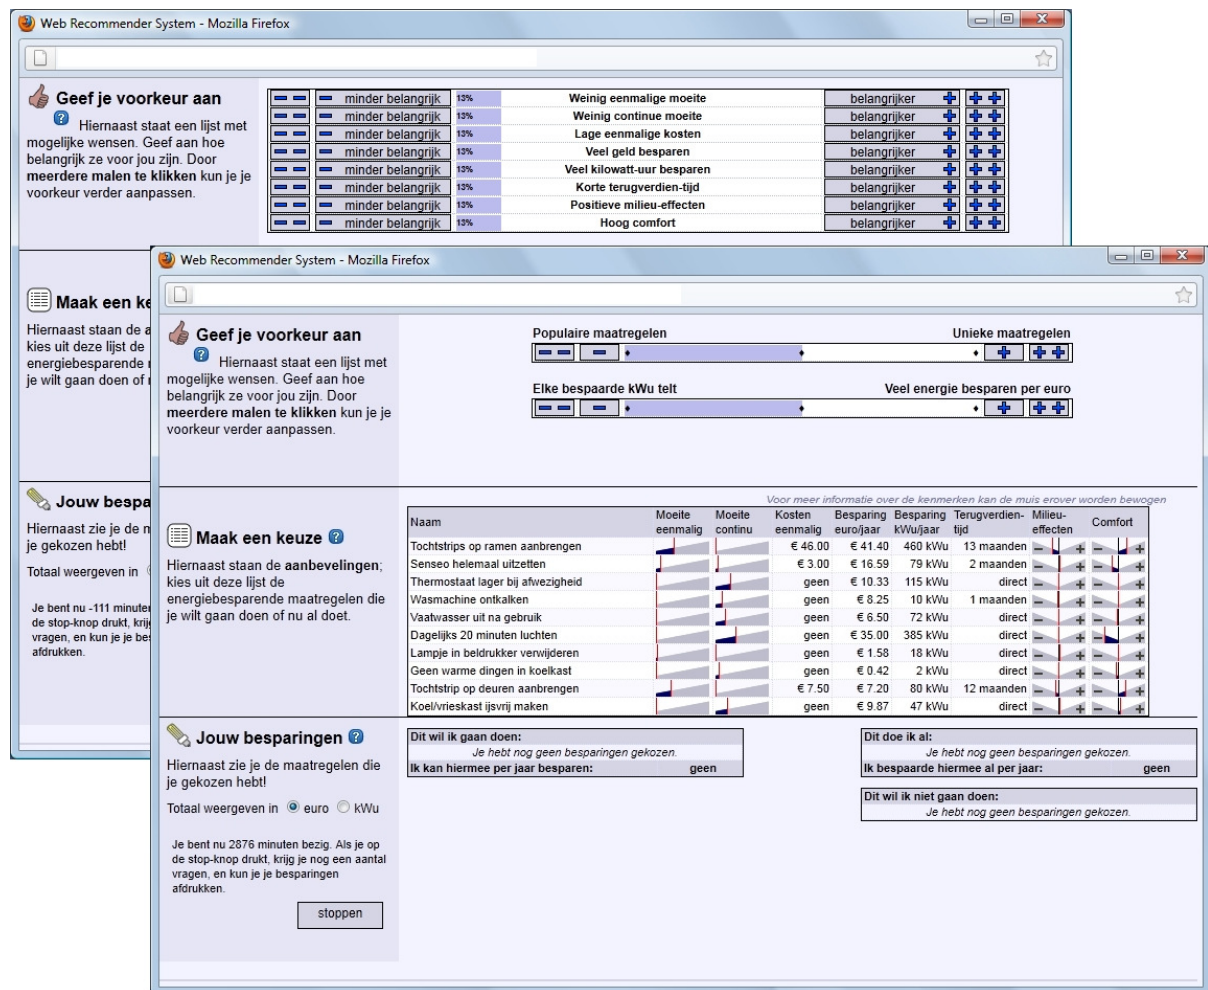 Web Recommender System - Mozilla Firefox
Geef je voorkeur aan
Hiernaast staat een lijst met
mogelijke wensen. Geef aan hoe
belangrijk ze voor jou zijn. Door
meerdere malen te klikken kun je je
voorkeur verder aanpassen.
minder belangrijk 13% Weinig eenmalige moeite belangrijker
minder belangrijk 13% Weinig continue moeite belangrijker
minder belangrijk 13% Lage eenmalige kosten belangrijker
minder belangrijk 13% Veel geld besparen belangrijker
minder belangrijk 13% Veel kilowatt-uur besparen belangrijker
minder belangrijk 13% Korte terugverdien-tijd belangrijker
minder belangrijk 13% Positieve milieu-effecten belangrijker
minder belangrijk 13% Hoog comfort belangrijker
Maak een ke
Hiernaast staan de a
kies uit deze lijst de
energiebesparende
je wilt gaan doen of
Jouw bespa
Hiernaast zie je de m
je gekozen hebt!
Totaal weergeven in
Je bent nu -111 minuten
de stop-knop drukt, krijg
vragen, en kun je je bes
afdrukken.
Web Recommender System - Mozilla Firefox
Geef je voorkeur aan
Hiernaast staat een lijst met
mogelijke wensen. Geef aan hoe
belangrijk ze voor jou zijn. Door
meerdere malen te klikken kun je je
voorkeur verder aanpassen.
Populaire maatregelen Unieke maatregelen
Elke bespaarde kWu telt Veel energie besparen per euro
Maak een keuze
Hiernaast staan de aanbevelingen;
kies uit deze lijst de
energiebesparende maatregelen die
je wilt gaan doen of nu al doet.
Voor meer informatie over de kenmerken kan de muis erover worden bewogen
Naam Moeite eenmalig Moeite continu Kosten eenmalig Besparing euro/jaar Besparing kWu/jaar Terugverdien-tijd Milieu-effecten Comfort
Tochtstrips op ramen aanbrengen € 46.00 € 41.40 460 kWu 13 maanden
Senseo helemaal uitzetten € 3.00 € 16.59 79 kWu 2 maanden
Thermostaat lager bij afwezigheid geen € 10.33 115 kWu direct
Wasmachine ontkalken geen € 8.25 10 kWu 1 maanden
Vaatwasser uit na gebruik geen € 6.50 72 kWu direct
Dagelijks 20 minuten luchten geen € 35.00 385 kWu direct
Lampje in beldrukker verwijderen geen € 1.58 18 kWu direct
Geen warme dingen in koelkast geen € 0.42 2 kWu direct
Tochtstrip op deuren aanbrengen € 7.50 € 7.20 80 kWu 12 maanden
Koel/vrieskast ijsvrij maken geen € 9.87 47 kWu direct
Jouw besparingen
Hiernaast zie je de maatregelen die
je gekozen hebt!
Totaal weergeven in euro kWu
Je bent nu 2876 minuten bezig. Als je op
de stop-knop drukt, krijg je nog een aantal
vragen, en kun je je besparingen
afdrukken.
stoppen
Dit wil ik gaan doen:
Je hebt nog geen besparingen gekozen.
Ik kan hiermee per jaar besparen: geen
Dit doe ik al:
Je hebt nog geen besparingen gekozen.
Ik bespaarde hiermee al per jaar: geen
Dit wil ik niet gaan doen:
Je hebt nog geen besparingen gekozen.